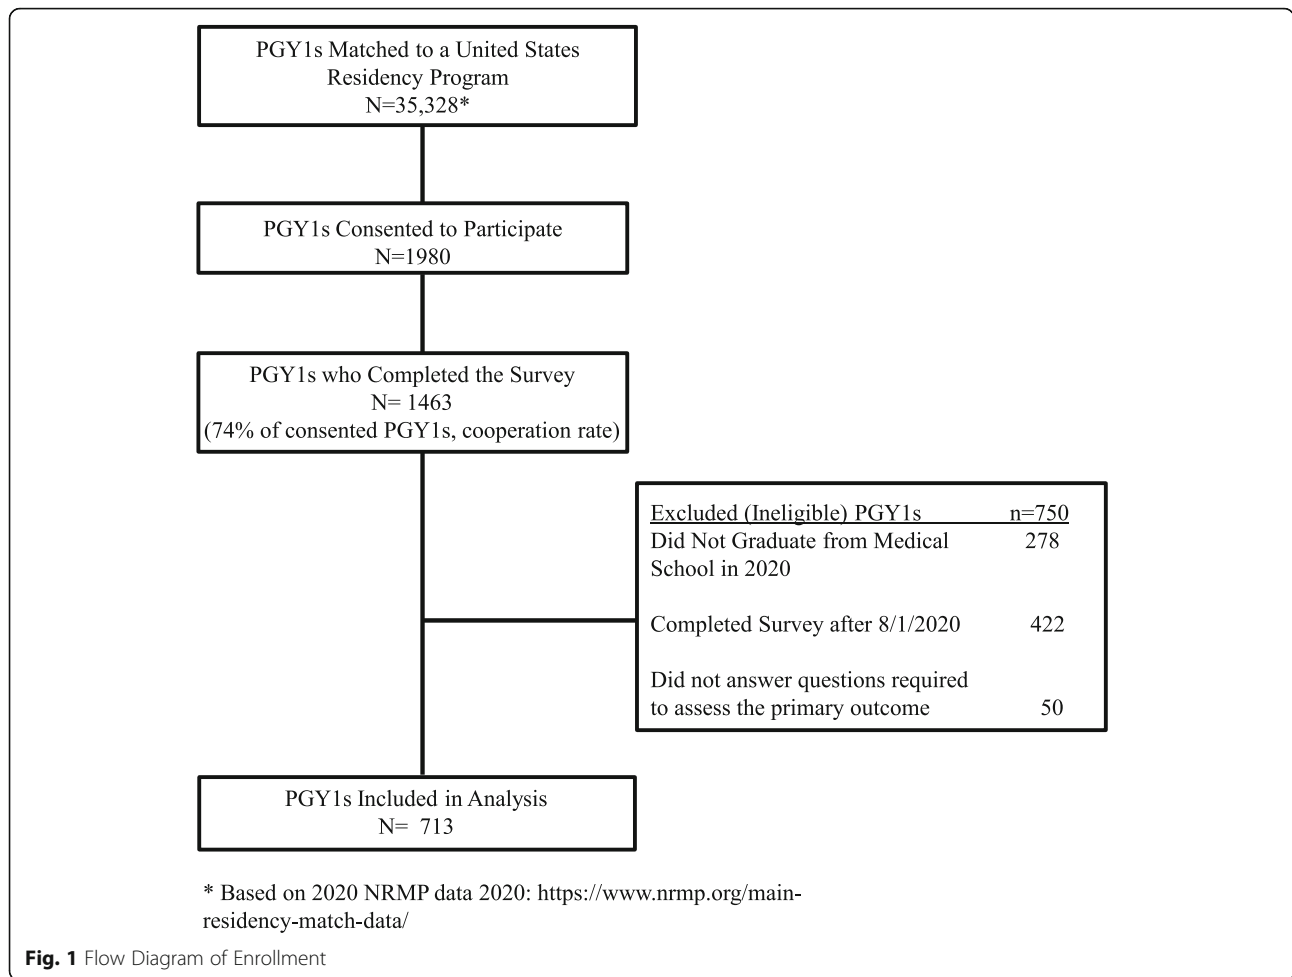 PGY1s Matched to a United States
Residency Program
N=35,328*
PGY1s Consented to Participate
N=1980
PGY1s who Completed the Survey
N= 1463
(74% of consented PGY1s, cooperation rate)
Excluded (Ineligible) PGY1s n=750
Did Not Graduate from Medical 278
School in 2020
Completed Survey after 8/1/2020 422
Did not answer questions required
to assess the primary outcome 50
PGY1s Included in Analysis
N= 713
* Based on 2020 NRMP data 2020: https://www.nrmp.org/main-
residency-match-data/
Fig. 1 Flow Diagram of Enrollment